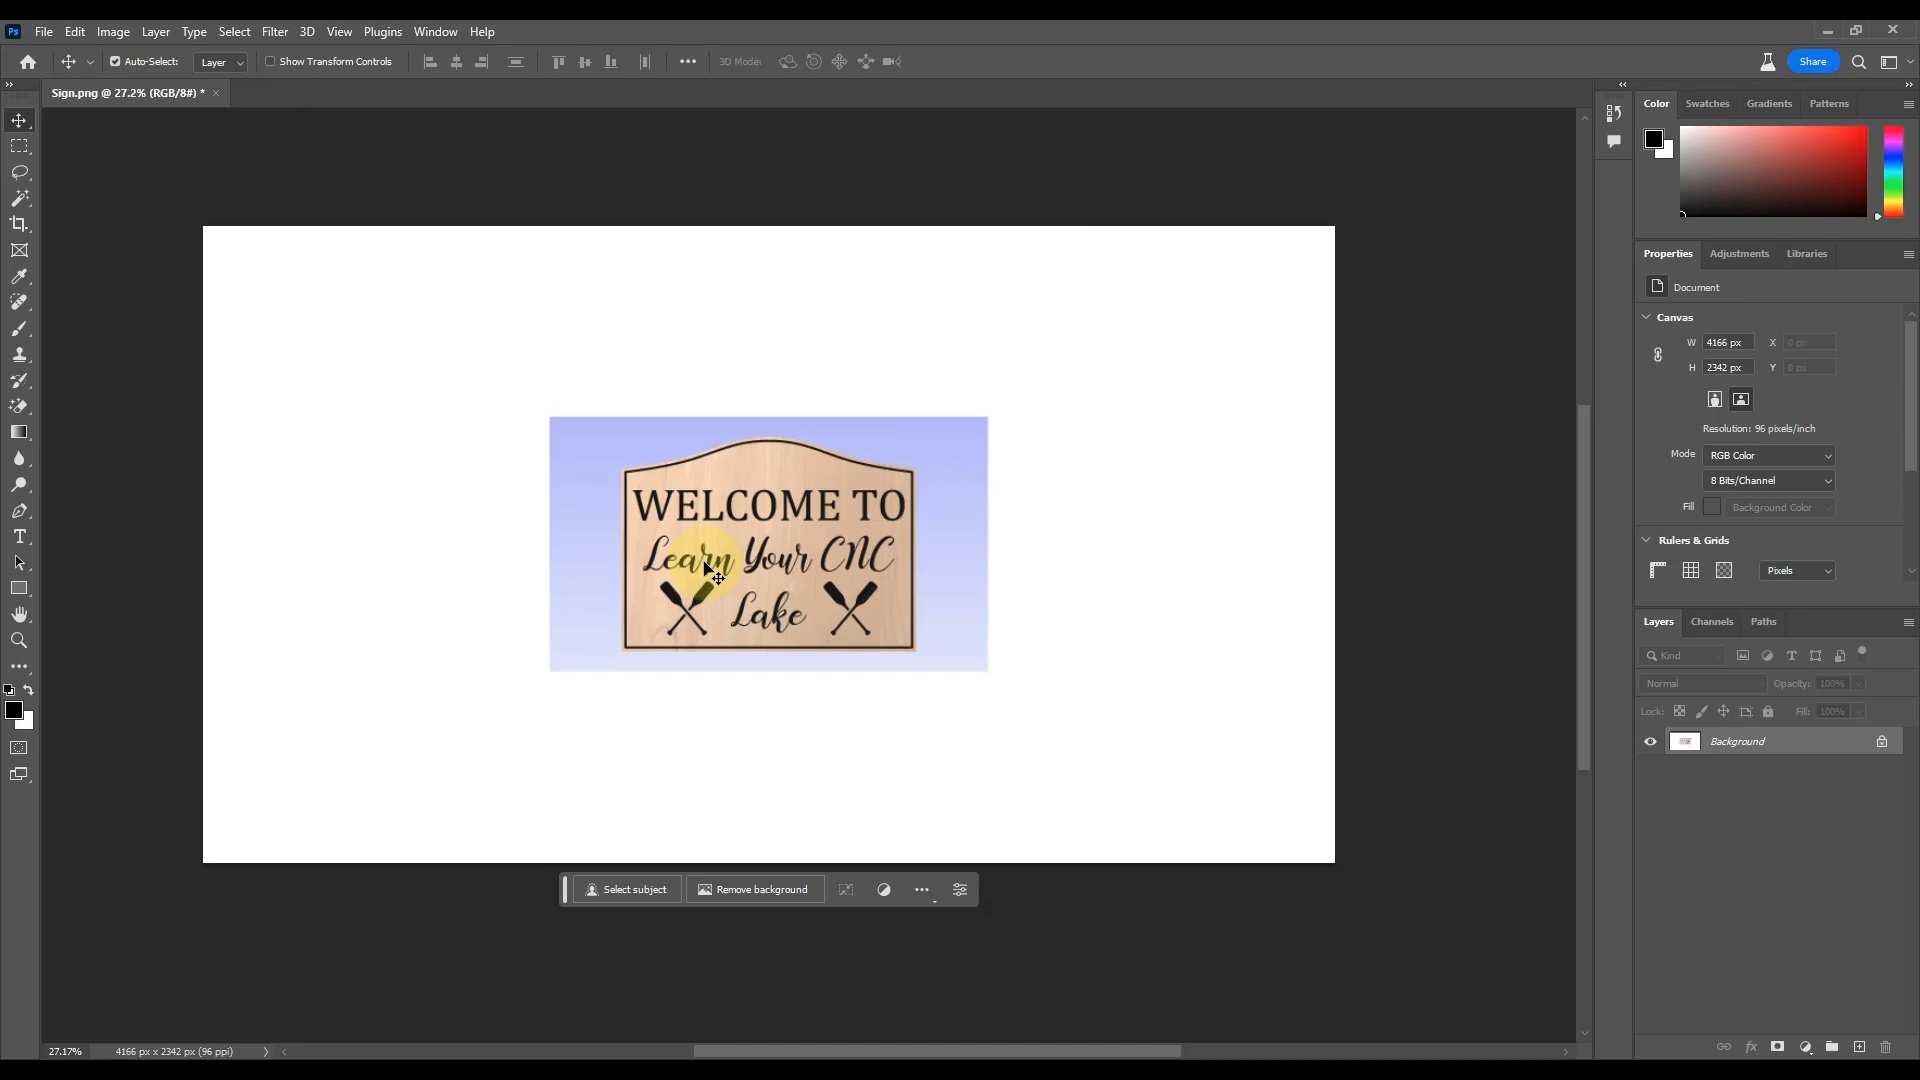 Ps File Edit Image Layer Type Select Filter 3D View Plugins Window Help
Auto-Select: Layer Show Transform Controls 3D Mode: Share
Sign.png @ 27.2% (RGB/8#) * ×
Color Swatches Gradients Patterns
Properties Adjustments Libraries
Document
Canvas
W 4166 px X 0 px
H 2342 px Y 0 px
Resolution: 96 pixels/inch
Mode RGB Color
8 Bits/Channel
Fill Background Color
Rulers & Grids
Pixels
Layers Channels Paths
Kind
Normal Opacity: 100%
Lock: Fill: 100%
Background
WELCOME TO
Learn Your CNC
Lake
Select subject Remove background
27.17% 4166 px x 2342 px (96 ppi)